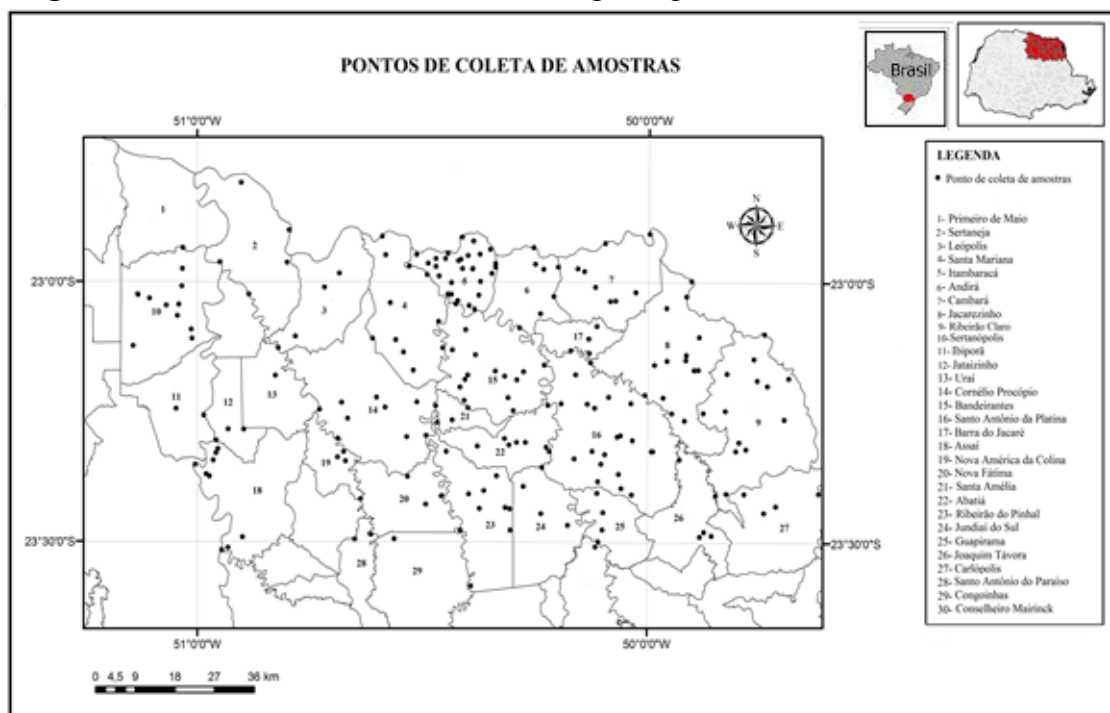 PONTOS DE COLETA DE AMOSTRAS
Brasil
51°0'0"W
50°0'0"W
N
W
E
S
23°0'0"S
23°0'0"S
23°30'0"S
23°30'0"S
51°0'0"W
50°0'0"W
1
2
3
4
5
6
7
8
9
10
11
12
13
14
15
16
17
18
19
20
21
22
23
24
25
26
27
28
29
0 4,5 9 18 27 36 km
LEGENDA
Ponto de coleta de amostras
1- Primeiro de Maio
2- Sertaneja
3- Leópolis
4- Santa Mariana
5- Itambaracá
6- Andirá
7- Cambará
8- Jacarezinho
9- Ribeirão Claro
10- Sertanópolis
11- Ibiporã
12- Jataizinho
13- Uraí
14- Cornélio Procópio
15- Bandeirantes
16- Santo Antônio da Platina
17- Barra do Jacaré
18- Assaí
19- Nova América da Colina
20- Nova Fátima
21- Santa Amélia
22- Abatiá
23- Ribeirão do Pinhal
24- Jundiaí do Sul
25- Guapirama
26- Joaquim Távora
27- Carlópolis
28- Santo Antônio do Paraíso
29- Congoinhas
30- Conselheiro Mairinck